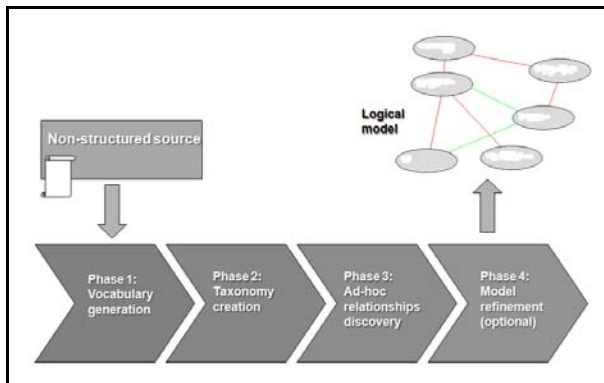 Non-structured source
Logical
model
Phase 1:
Vocabulary
generation
Phase 2:
Taxonomy
creation
Phase 3:
Ad-hoc
relationships
discovery
Phase 4:
Model
refinement
(optional)